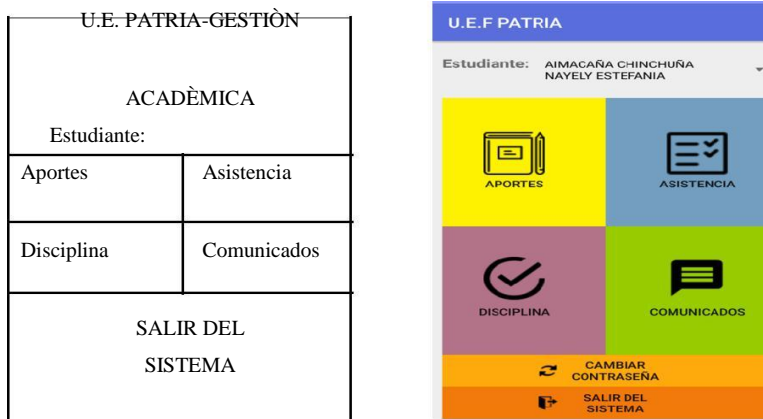 U.E. PATRIA-GESTIÒN
ACADÈMICA
Estudiante:
Aportes
Asistencia
Disciplina
Comunicados
SALIR DEL
SISTEMA
U.E.F PATRIA
Estudiante:
AIMACAÑA CHINCHUÑA
NAYELY ESTEFANIA
APORTES
ASISTENCIA
DISCIPLINA
COMUNICADOS
CAMBIAR
CONTRASEÑA
SALIR DEL
SISTEMA